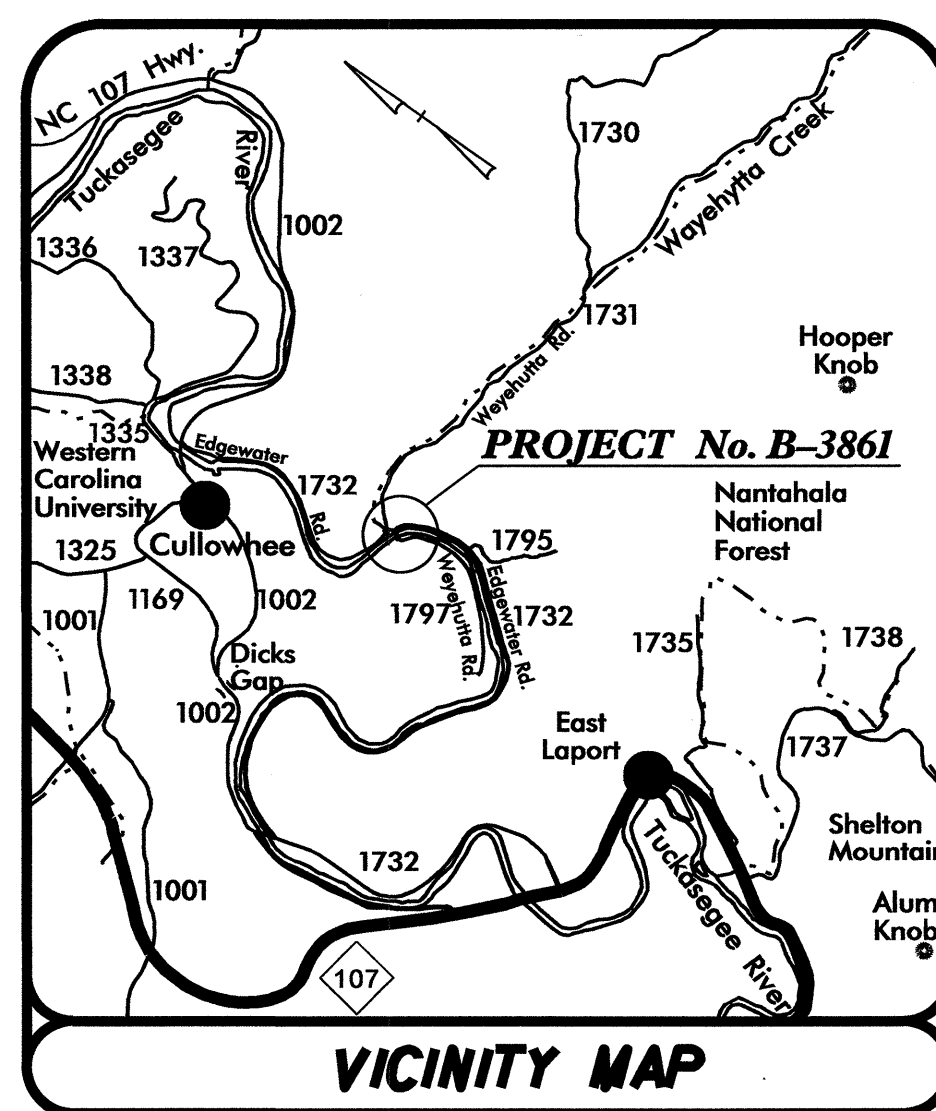 NC 107 Hwy.
Tuckasegee
River
1730
Wayehytta Creek
1002
1336
1337
1731
Hooper
Knob
Weyehutta Rd.
1338
1335
Western
Carolina
University
Edgewater
Rd.
PROJECT No. B–3861
1732
Nantahala
National
Forest
Cullowhee
1325
1795
1169
1002
1001
1797
Weyehutta Rd.
Edgewater Rd.
1732
1735
1738
Dicks
Gap
1002
East
Laport
1737
Shelton
Mountain
1732
Tuckasegee River
1001
Alum
Knob
107
VICINITY MAP